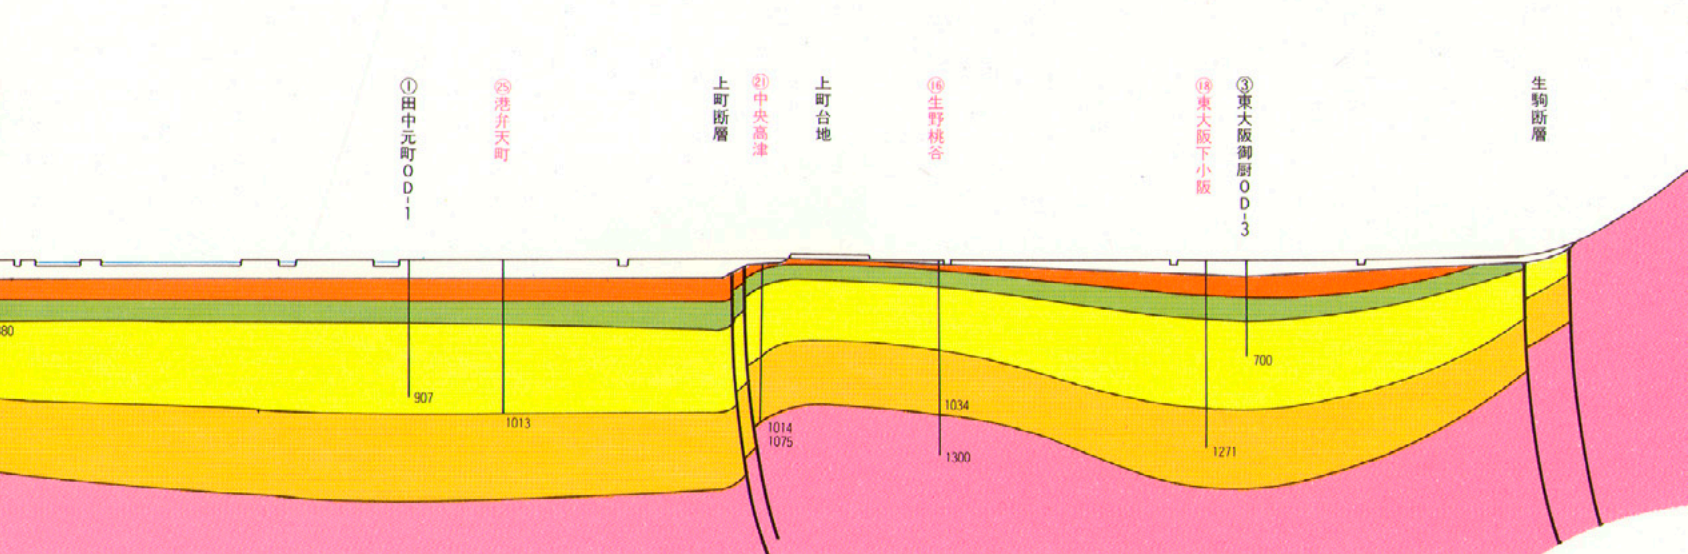 ①田中元町OD-1
㉕港弁天町
上町断層
㉑中央高津
上町台地
⑯生野桃谷
⑱東大阪下小阪
③東大阪御厨OD-3
生駒断層
880
907
1013
1014
1075
1034
1300
1271
700